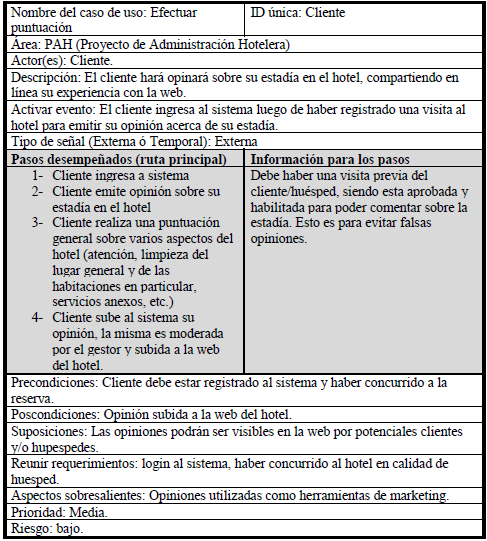 Nombre del caso de uso: Efectuar
puntuación
ID única: Cliente
Área: PAH (Proyecto de Administración Hotelera)
Actor(es): Cliente.
Descripción: El cliente hará opinará sobre su estadía en el hotel, compartiendo en
línea su experiencia con la web.
Activar evento: El cliente ingresa al sistema luego de haber registrado una visita al
hotel para emitir su opinión acerca de su estadía.
Tipo de señal (Externa ó Temporal): Externa
Pasos desempeñados (ruta principal)
1- Cliente ingresa a sistema
2- Cliente emite opinión sobre su
estadía en el hotel
3- Cliente realiza una puntuación
general sobre varios aspectos del
hotel (atención, limpieza del
lugar general y de las
habitaciones en particular,
servicios anexos, etc.)
4- Cliente sube al sistema su
opinión, la misma es moderada
por el gestor y subida a la web
del hotel.
Información para los pasos
Debe haber una visita previa del
cliente/huésped, siendo esta aprobada y
habilitada para poder comentar sobre la
estadía. Esto es para evitar falsas
opiniones.
Precondiciones: Cliente debe estar registrado al sistema y haber concurrido a la
reserva.
Poscondiciones: Opinión subida a la web del hotel.
Suposiciones: Las opiniones podrán ser visibles en la web por potenciales clientes
y/o hupespedes.
Reunir requerimientos: login al sistema, haber concurrido al hotel en calidad de
huesped.
Aspectos sobresalientes: Opiniones utilizadas como herramientas de marketing.
Prioridad: Media.
Riesgo: bajo.